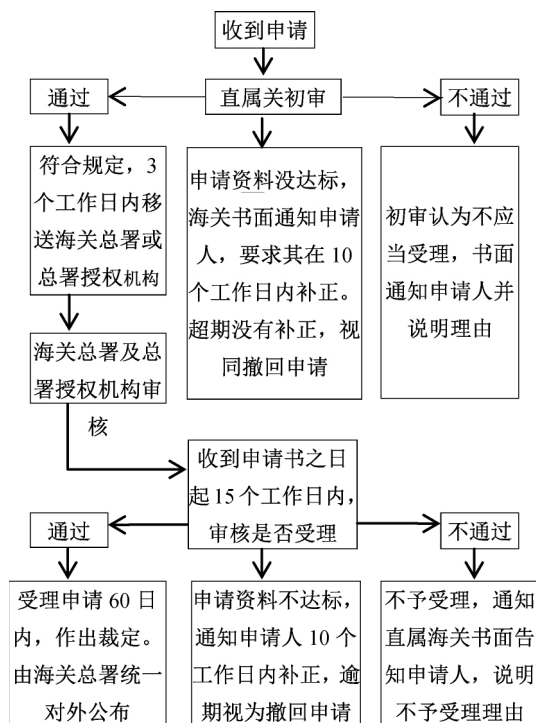 收到申请
通过
直属关初审
不通过
符合规定，3
个工作日内移
送海关总署或
总署授权机构
申请资料没达标，
海关书面通知申请
人，要求其在10
个工作日内补正。
超期没有补正，视
同撤回申请
初审认为不应
当受理，书面
通知申请人并
说明理由
海关总署及总
署授权机构审
核
收到申请书之日
起15个工作日内，
审核是否受理
通过
不通过
受理申请60日
内，作出裁定。
由海关总署统一
对外公布
申请资料不达标，
通知申请人10个
工作日内补正，逾
期视为撤回申请
不予受理，通知
直属海关书面告
知申请人，说明
不予受理理由